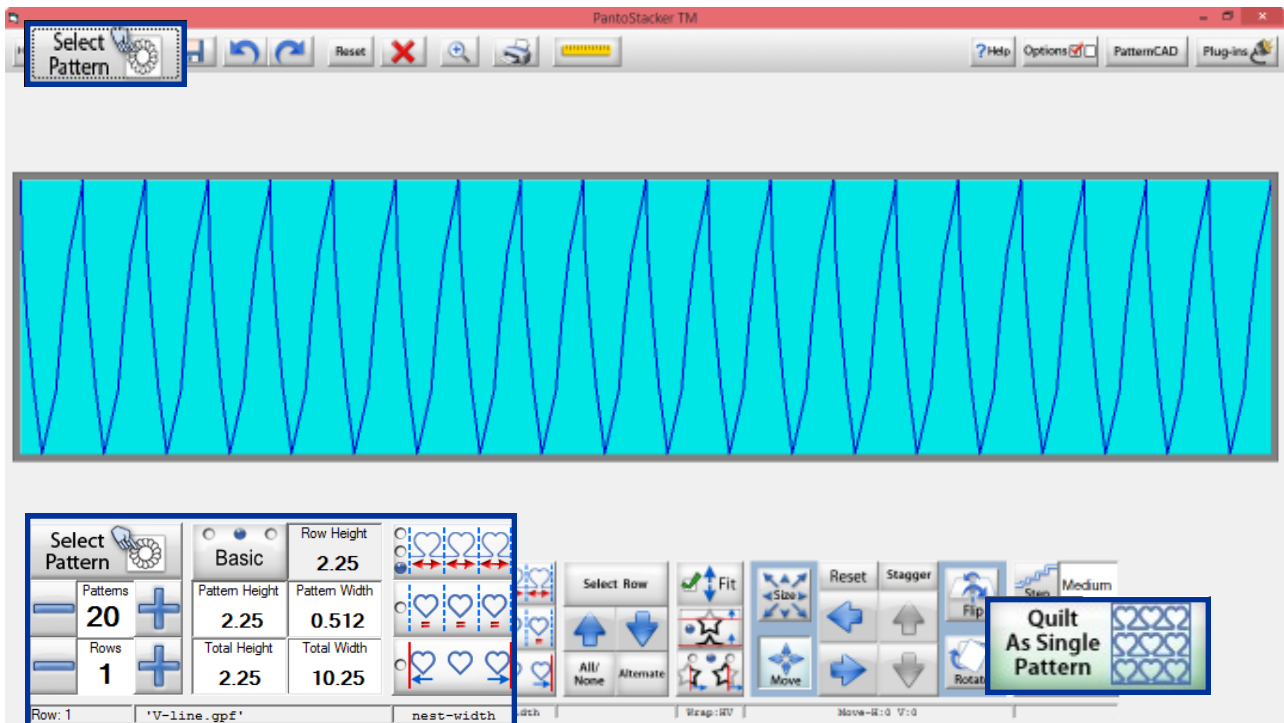 PantoStacker TM
Select
Pattern
Reset
?Help
Options
PatternCAD
Plug-ins
Select
Pattern
Basic
Row Height
2.25
Patterns
20
Pattern Height
2.25
Pattern Width
0.512
Rows
1
Total Height
2.25
Total Width
10.25
Select Row
All/
None
Alternate
Fit
Size
Move
Reset
Stagger
Flip
Rotate
Step
Medium
Quilt
As Single
Pattern
Row: 1
'V-line.gpf'
nest-width
Wrap:HV
Move-H:0 V:0